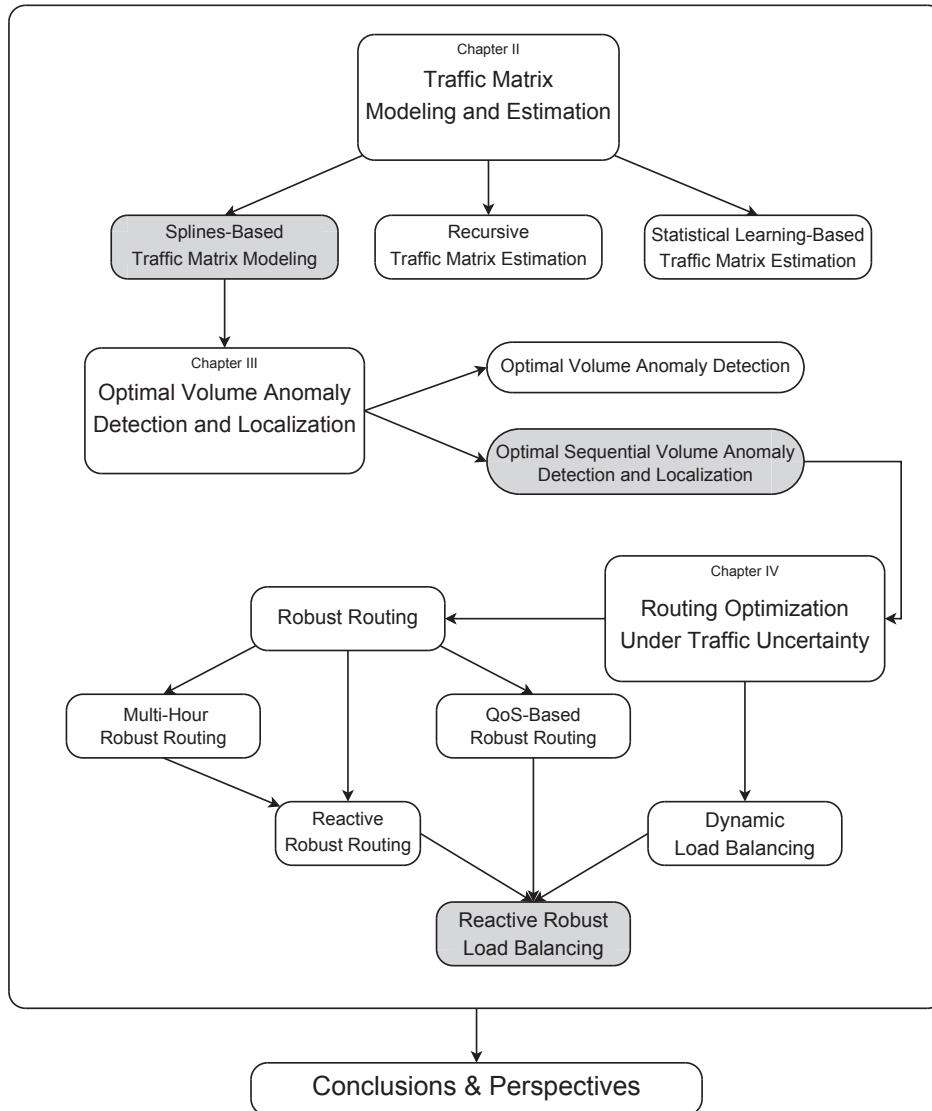 Chapter II
Traffic Matrix
Modeling and Estimation
Splines-Based
Traffic Matrix Modeling
Recursive
Traffic Matrix Estimation
Statistical Learning-Based
Traffic Matrix Estimation
Chapter III
Optimal Volume Anomaly
Detection and Localization
Optimal Volume Anomaly Detection
Optimal Sequential Volume Anomaly
Detection and Localization
Chapter IV
Routing Optimization
Under Traffic Uncertainty
Robust Routing
Multi-Hour
Robust Routing
QoS-Based
Robust Routing
Reactive
Robust Routing
Dynamic
Load Balancing
Reactive Robust
Load Balancing
Conclusions & Perspectives